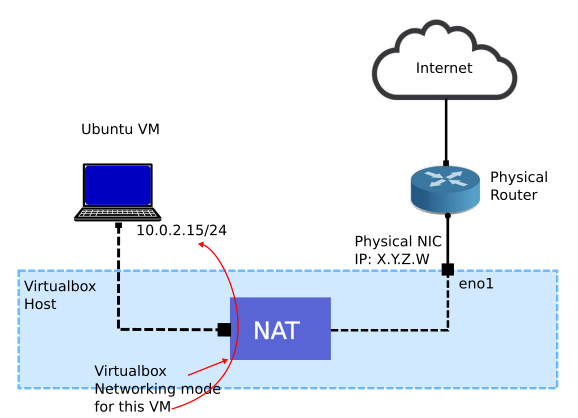 Internet
Ubuntu VM
Physical
Router
10.0.2.15/24
Physical NIC
IP: X.Y.Z.W
Virtualbox
Host
eno1
NAT
Virtualbox
Networking mode
for this VM